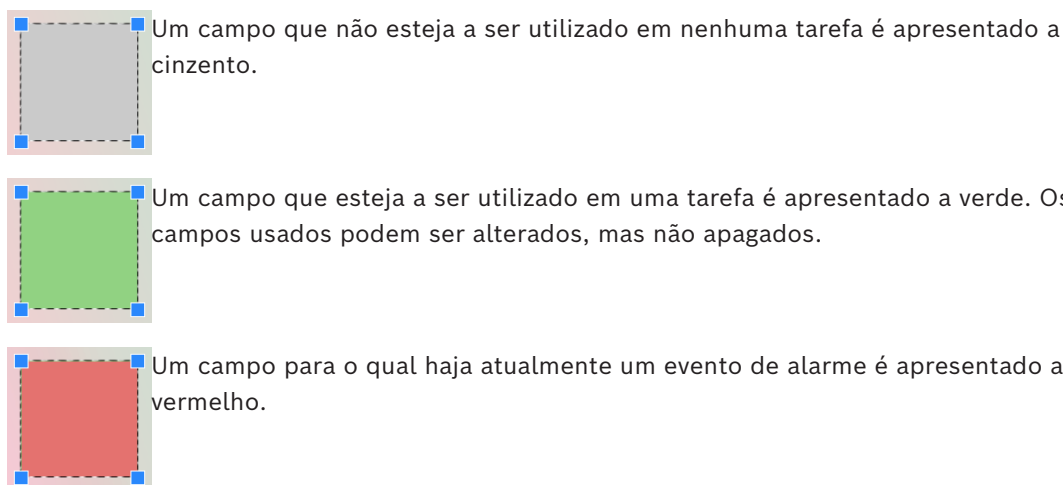 Um campo que não esteja a ser utilizado em nenhuma tarefa é apresentado a
cinzento.
Um campo que esteja a ser utilizado em uma tarefa é apresentado a verde. Os
campos usados podem ser alterados, mas não apagados.
Um campo para o qual haja atualmente um evento de alarme é apresentado a
vermelho.